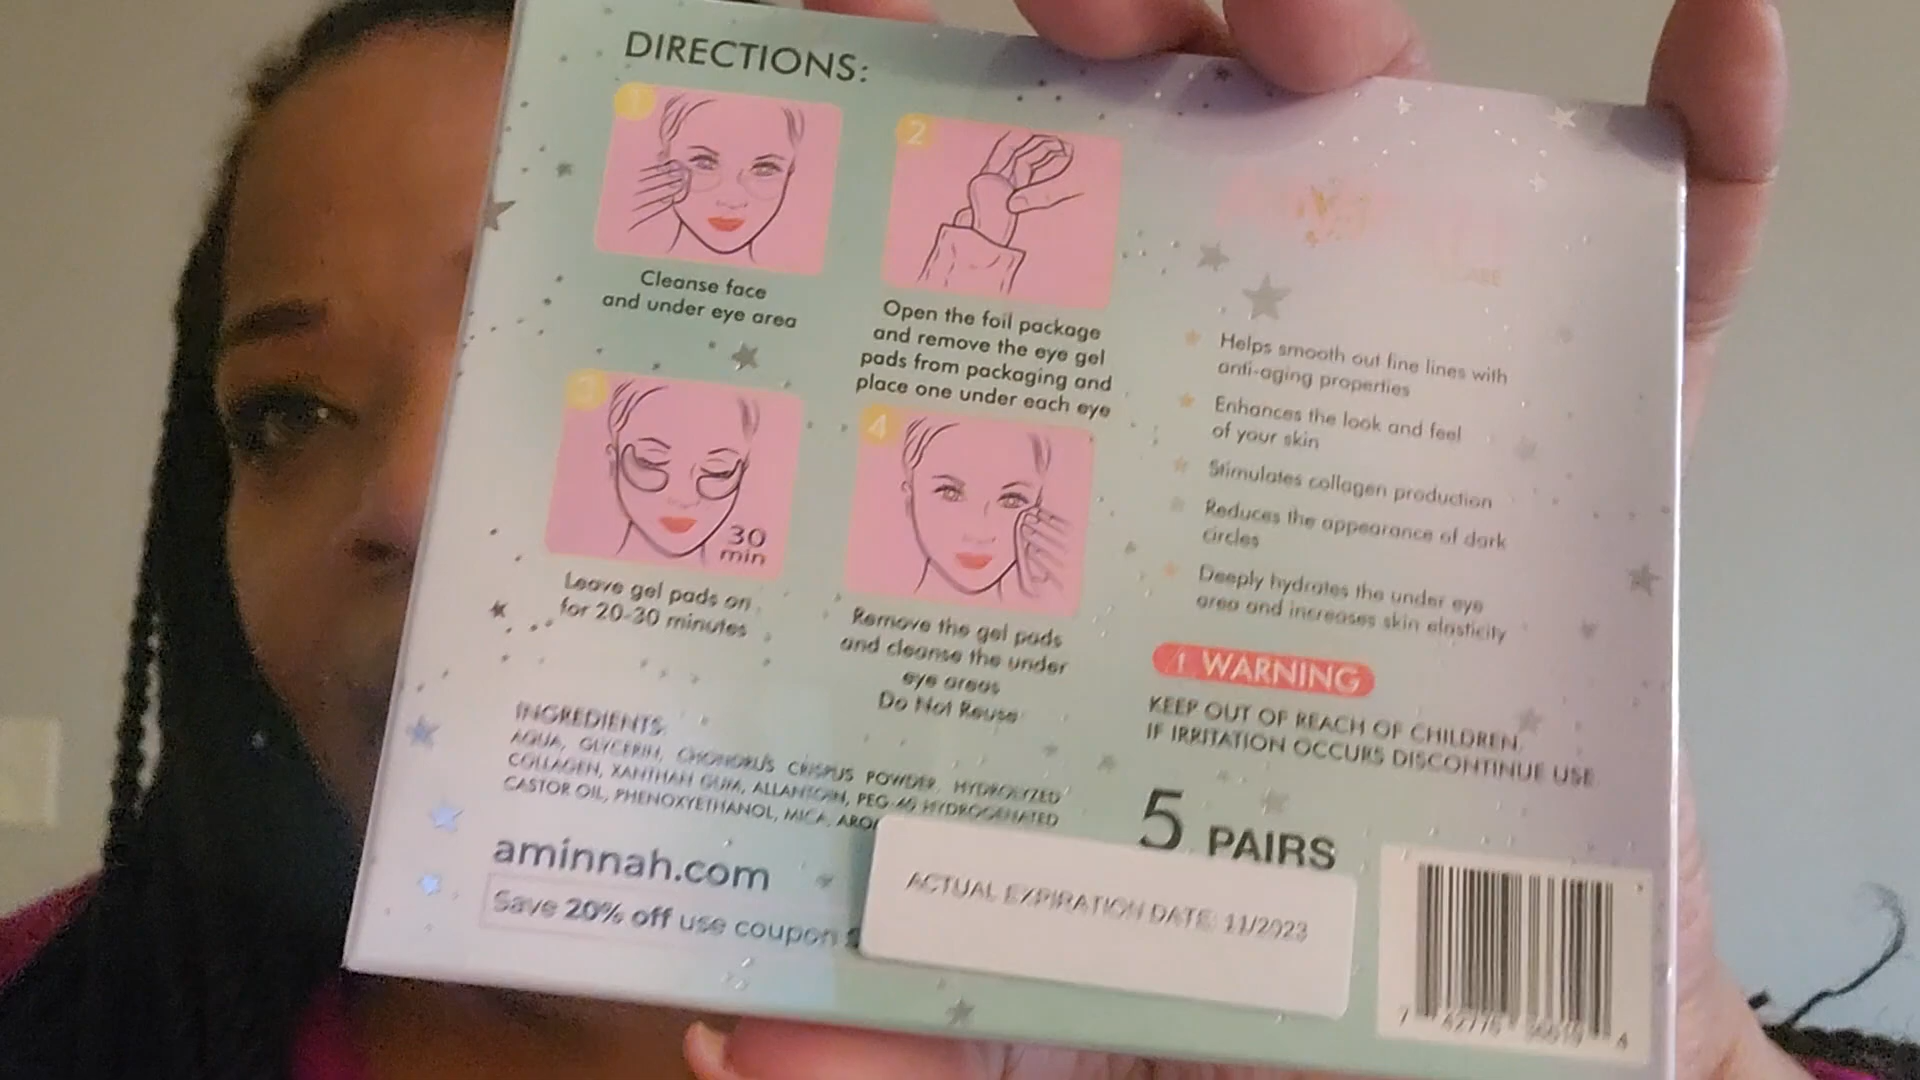 DIRECTIONS:
1
Cleanse face
and under eye area
2
Open the foil package
and remove the eye gel
pads from packaging and
place one under each eye
3
30
min
Leave gel pads on
for 20-30 minutes
4
Remove the gel pads
and cleanse the under
eye areas
Do Not Reuse
Helps smooth out fine lines with
anti-aging properties
Enhances the look and feel
of your skin
Stimulates collagen production
Reduces the appearance of dark
circles
Deeply hydrates the under eye
area and increases skin elasticity
! WARNING
KEEP OUT OF REACH OF CHILDREN.
IF IRRITATION OCCURS DISCONTINUE USE
INGREDIENTS:
AQUA, GLYCERIN, CHONDRUS CRISPUS POWDER, HYDROLYZED
COLLAGEN, XANTHAN GUM, ALLANTOIN, PEG-40 HYDROGENATED
CASTOR OIL, PHENOXYETHANOL, MICA,
aminnah.com
Save 20% off use coupon
5 PAIRS
ACTUAL EXPIRATION DATE: 11/2023